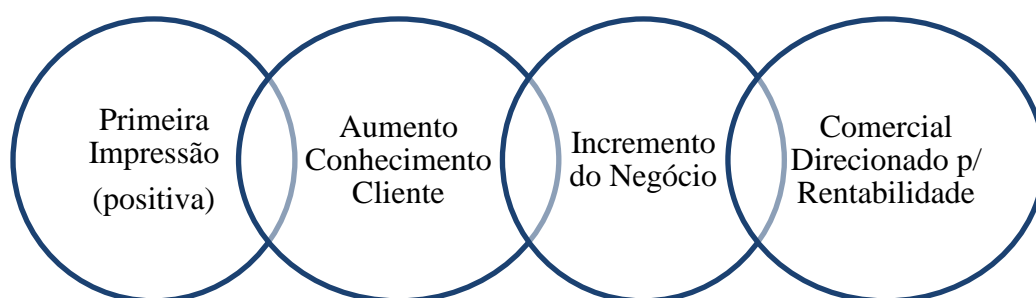 Primeira
Impressão
(positiva)
Aumento
Conhecimento
Cliente
Incremento
do Negócio
Comercial
Direcionado p/
Rentabilidade